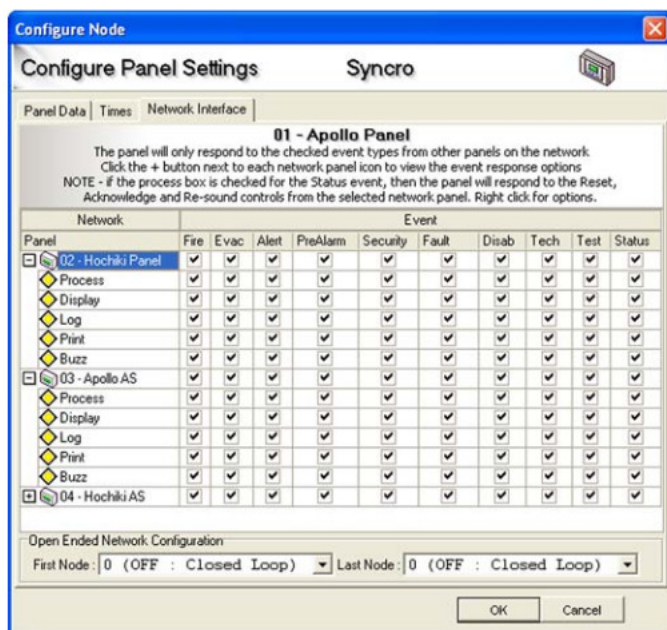 Configure Node
Configure Panel Settings Syncro
Panel Data Times Network Interface
01 - Apollo Panel
The panel will only respond to the checked event types from other panels on the network
Click the + button next to each network panel icon to view the event response options
NOTE - if the process box is checked for the Status event, then the panel will respond to the Reset,
Acknowledge and Re-sound controls from the selected network panel. Right click for options.
Network Event
Panel Fire Evac Alert PreAlarm Security Fault Disab Tech Test Status
02 - Hochiki Panel
Process
Display
Log
Print
Buzz
03 - Apollo AS
Process
Display
Log
Print
Buzz
04 - Hochiki AS
Open Ended Network Configuration
First Node : 0 (OFF : Closed Loop) Last Node : 0 (OFF : Closed Loop)
OK Cancel